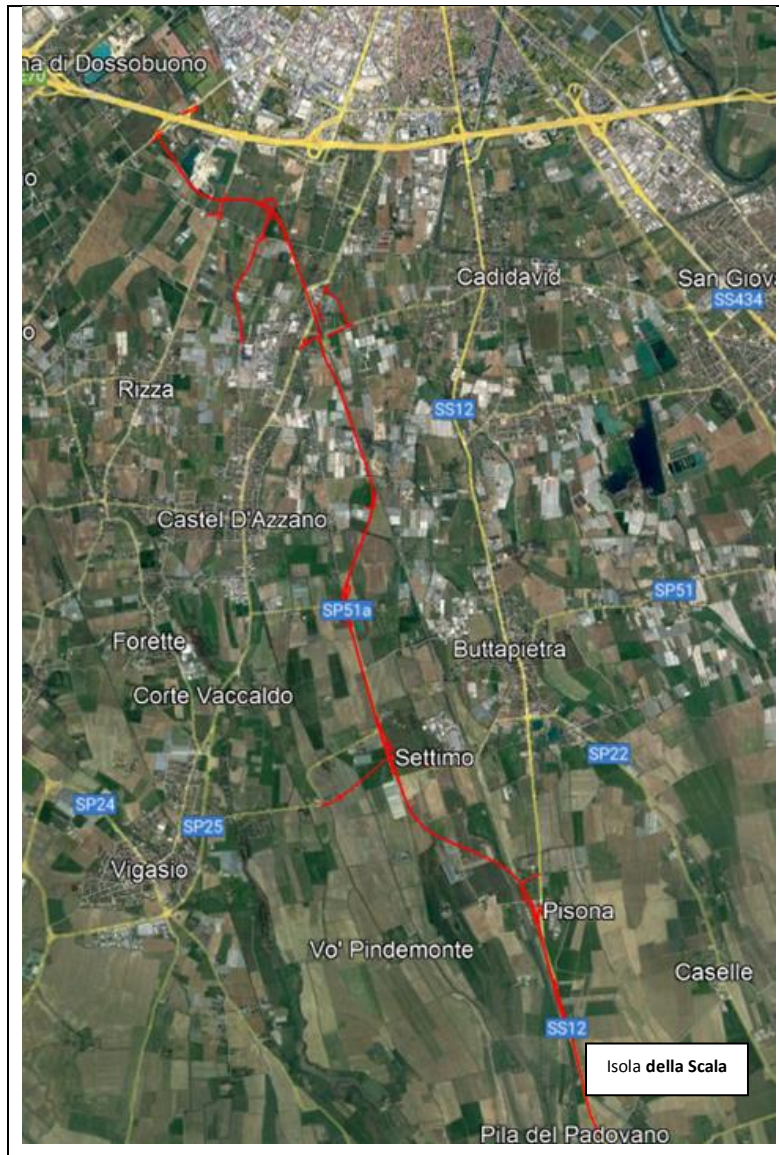 na di Dossobuono
E70
Cadidavid
San Giova
SS434
Rizza
SS12
Castel D'Azzano
SP51a
SP51
Forette
Buttapietra
Corte Vaccaldo
Settimo
SP22
SP24
SP25
Vigasio
Pisona
Vo' Pindemonte
Caselle
SS12
Isola della Scala
Pila del Padovano